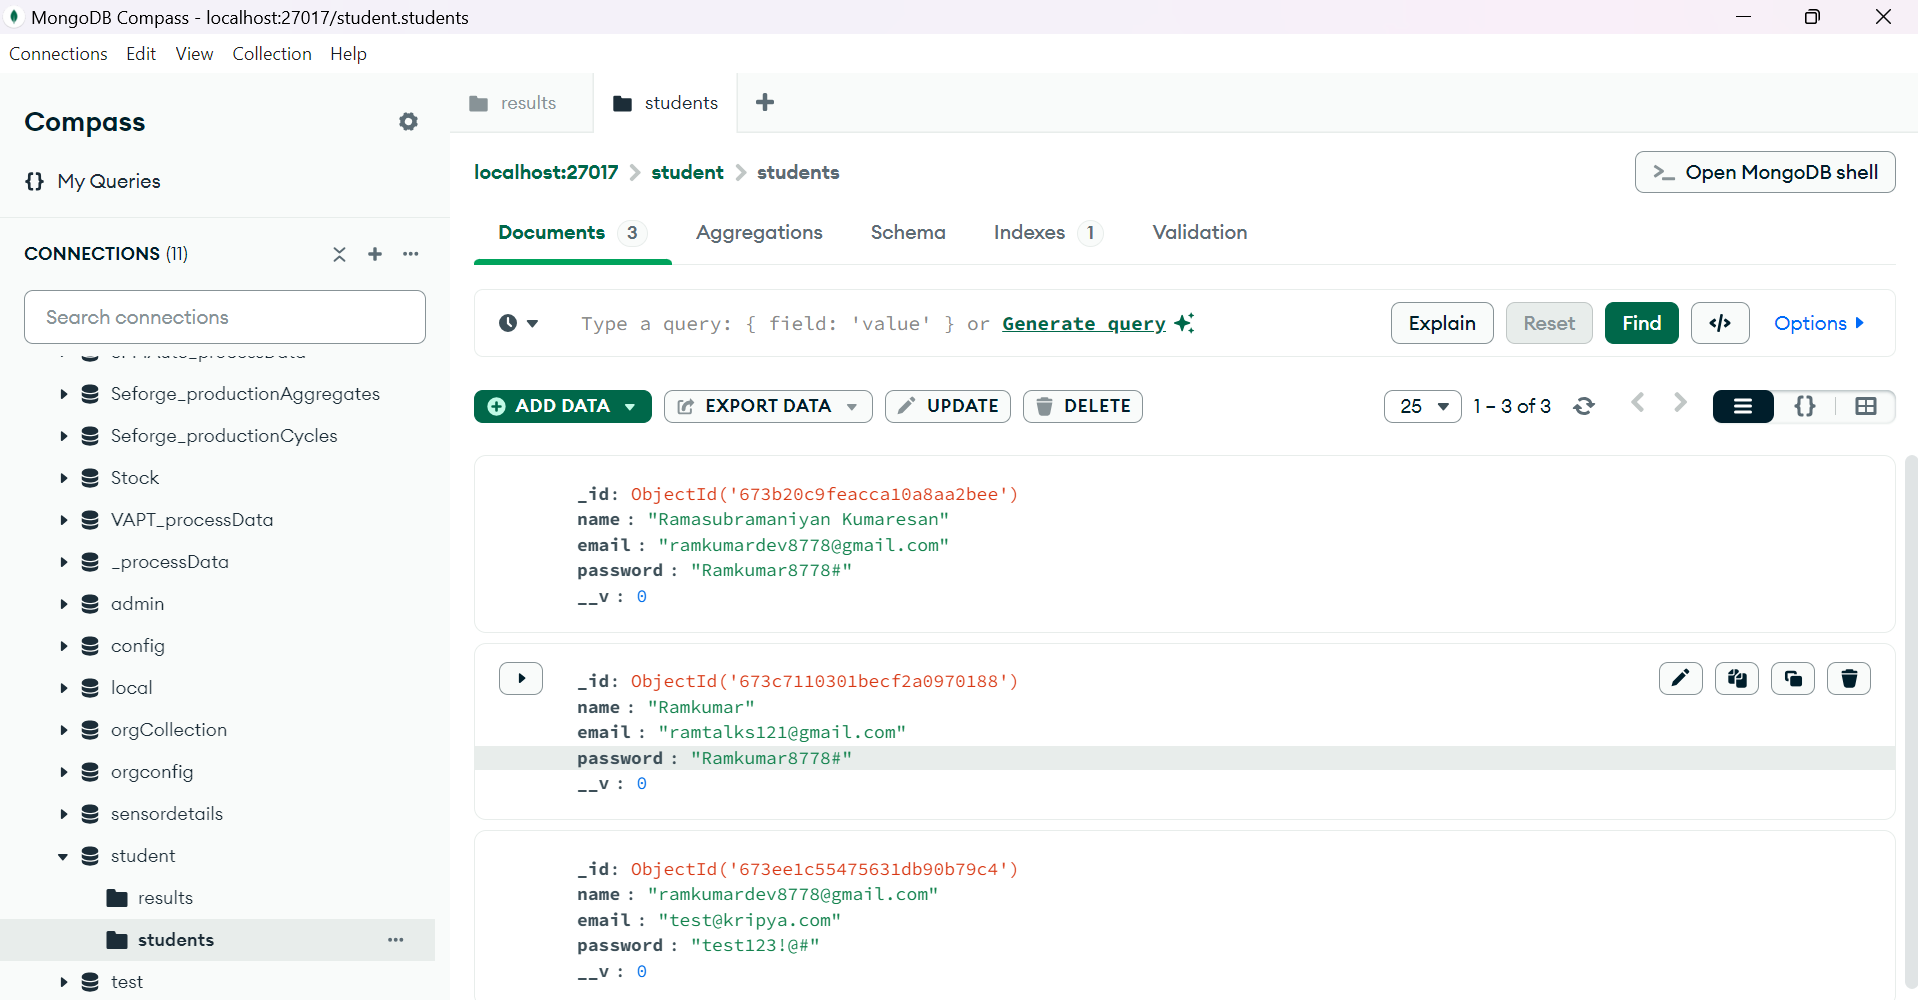 MongoDB Compass - localhost:27017/student.students
Connections Edit View Collection Help
Compass
My Queries
CONNECTIONS (11)
Search connections
Seforge_productionAggregates
Seforge_productionCycles
Stock
VAPT_processData
_processData
admin
config
local
orgCollection
orgconfig
sensordetails
student
results
students
test
results students
localhost:27017 student students
Open MongoDB shell
Documents 3 Aggregations Schema Indexes 1 Validation
Type a query: { field: 'value' } or Generate query
Explain Reset Find </> Options
ADD DATA EXPORT DATA UPDATE DELETE
25 1 – 3 of 3 {}
_id: ObjectId('673b20c9feacca10a8aa2bee')
name : "Ramasubramaniyan Kumaresan"
email : "ramkumardev8778@gmail.com"
password : "Ramkumar8778#"
__v : 0
_id: ObjectId('673c7110301becf2a0970188')
name : "Ramkumar"
email : "ramtalks121@gmail.com"
password : "Ramkumar8778#"
__v : 0
_id: ObjectId('673ee1c55475631db90b79c4')
name : "ramkumardev8778@gmail.com"
email : "test@kripya.com"
password : "test123!@#"
__v : 0